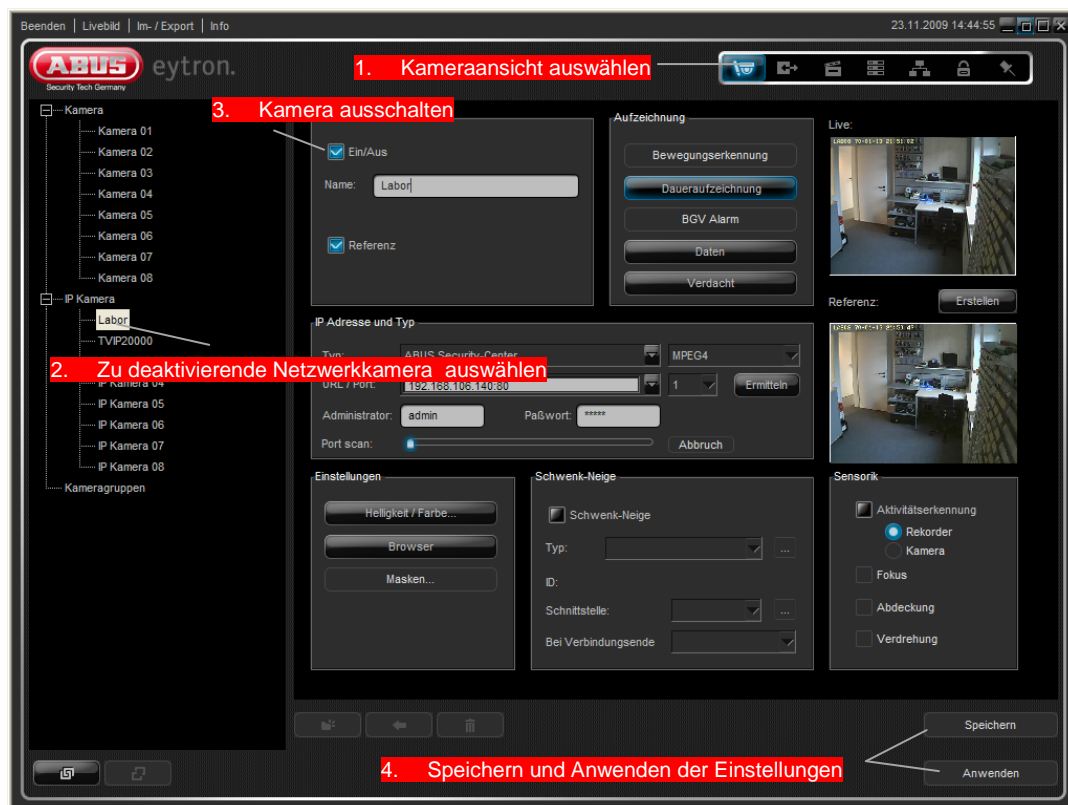 Beenden | Livebild | Im- / Export | Info
23.11.2009 14:44:55
ABUS
Security Tech Germany
eytron.
1. Kameraansicht auswählen
3. Kamera ausschalten
Kamera
Kamera 01
Kamera 02
Kamera 03
Kamera 04
Kamera 05
Kamera 06
Kamera 07
Kamera 08
IP Kamera
Labor
TVIP20000
2. Zu deaktivierende Netzwerkkamera auswählen
IP Kamera 04
IP Kamera 05
IP Kamera 06
IP Kamera 07
IP Kamera 08
Kameragruppen
Ein/Aus
Name: Labor
Referenz
Aufzeichnung
Bewegungserkennung
Daueraufzeichnung
BGV Alarm
Daten
Verdacht
Live:
Referenz: Erstellen
IP Adresse und Typ
Typ: ABUS Security-Center MPEG4
URL / Port: 192.168.106.140:80 1 Ermitteln
Administrator: admin Paßwort: *****
Port scan: Abbruch
Einstellungen
Helligkeit / Farbe...
Browser
Masken...
Schwenk-Neige
Schwenk-Neige
Typ: ...
ID:
Schnittstelle: ...
Bei Verbindungsende
Sensorik
Aktivitätserkennung
Rekorder
Kamera
Fokus
Abdeckung
Verdrehung
Speichern
4. Speichern und Anwenden der Einstellungen
Anwenden